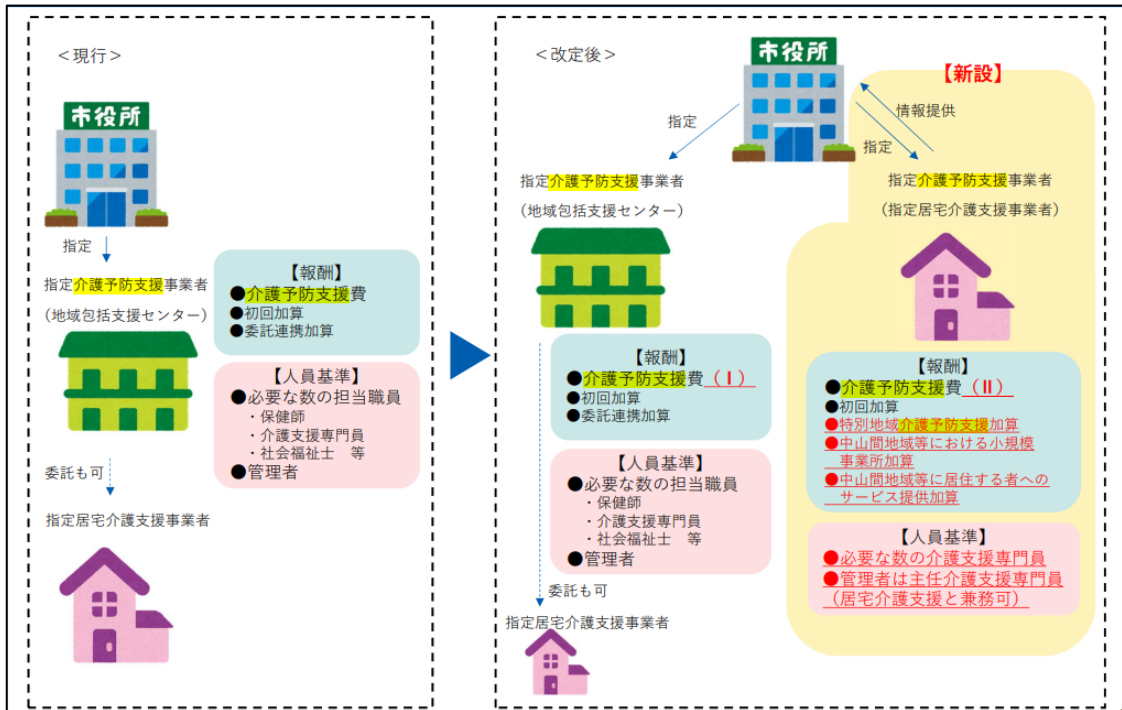 ＜現行＞
市役所
指定
指定介護予防支援事業者
（地域包括支援センター）
【報酬】
●介護予防支援費
●初回加算
●委託連携加算
【人員基準】
●必要な数の担当職員
・保健師
・介護支援専門員
・社会福祉士　等
●管理者
委託も可
指定居宅介護支援事業者
＜改定後＞
市役所
【新設】
指定
情報提供
指定
指定介護予防支援事業者
（地域包括支援センター）
指定介護予防支援事業者
（指定居宅介護支援事業者）
【報酬】
●介護予防支援費（Ⅰ）
●初回加算
●委託連携加算
【人員基準】
●必要な数の担当職員
・保健師
・介護支援専門員
・社会福祉士　等
●管理者
委託も可
指定居宅介護支援事業者
【報酬】
●介護予防支援費（Ⅱ）
●初回加算
●特別地域介護予防支援加算
●中山間地域等における小規模
事業所加算
●中山間地域等に居住する者への
サービス提供加算
【人員基準】
●必要な数の介護支援専門員
●管理者は主任介護支援専門員
（居宅介護支援と兼務可）